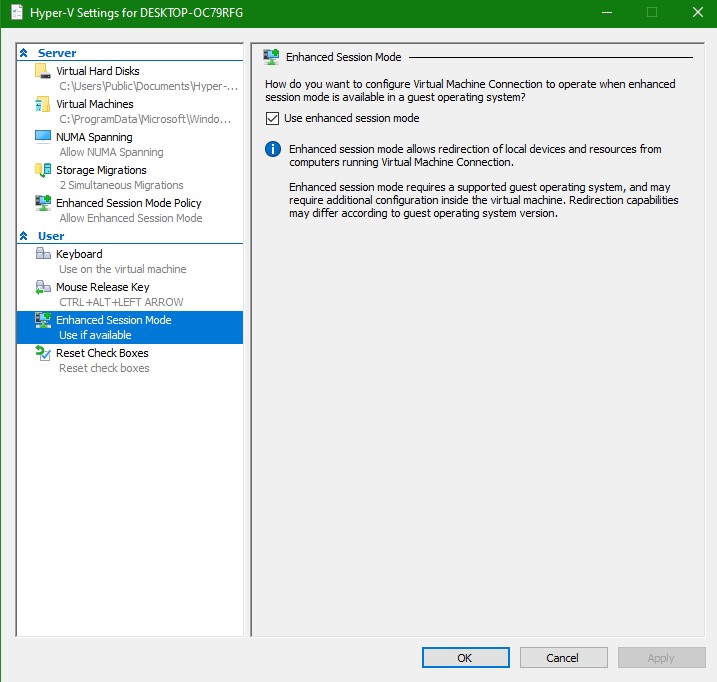 Hyper-V Settings for DESKTOP-OC79RFG
Server
Virtual Hard Disks
C:\Users\Public\Documents\Hyper-...
Virtual Machines
C:\ProgramData\Microsoft\Windo...
NUMA Spanning
Allow NUMA Spanning
Storage Migrations
2 Simultaneous Migrations
Enhanced Session Mode Policy
Allow Enhanced Session Mode
User
Keyboard
Use on the virtual machine
Mouse Release Key
CTRL+ALT+LEFT ARROW
Enhanced Session Mode
Use if available
Reset Check Boxes
Reset check boxes
Enhanced Session Mode
How do you want to configure Virtual Machine Connection to operate when enhanced
session mode is available in a guest operating system?
Use enhanced session mode
Enhanced session mode allows redirection of local devices and resources from
computers running Virtual Machine Connection.
Enhanced session mode requires a supported guest operating system, and may
require additional configuration inside the virtual machine. Redirection capabilities
may differ according to guest operating system version.
OK
Cancel
Apply